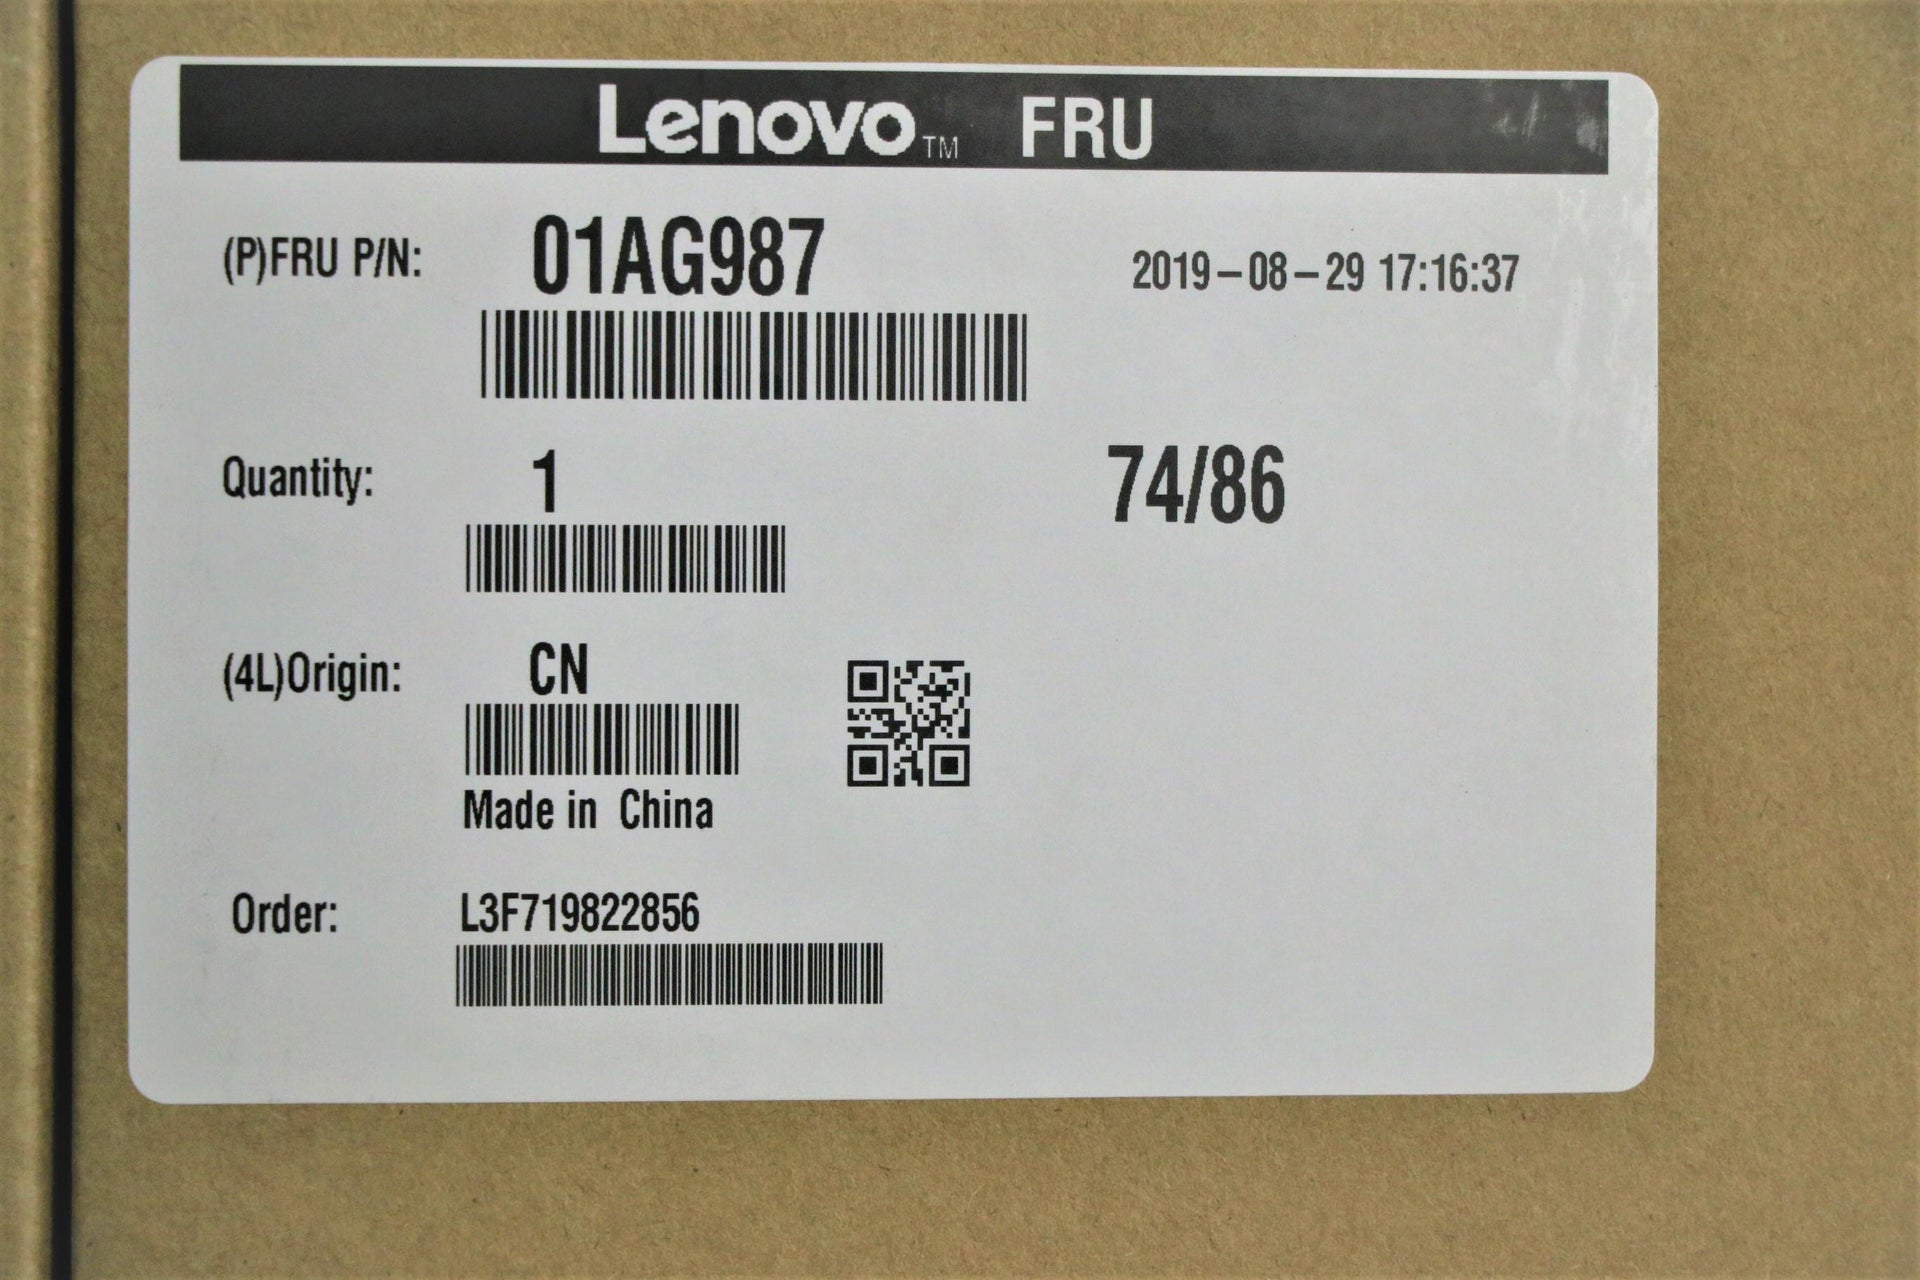 Lenovo™ FRU
(P)FRU P/N: 01AG987 2019-08-29 17:16:37
Quantity: 1 74/86
(4L)Origin: CN
Made in China
Order: L3F719822856